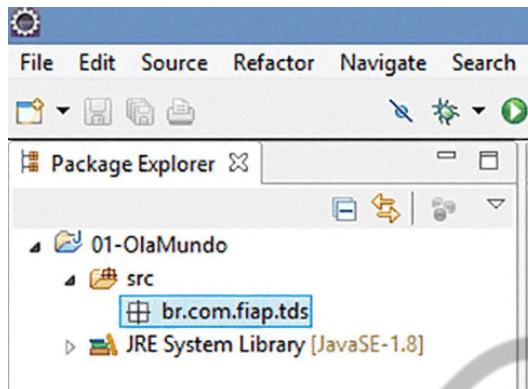 File Edit Source Refactor Navigate Search
Package Explorer
01-OlaMundo
src
br.com.fiap.tds
JRE System Library [JavaSE-1.8]